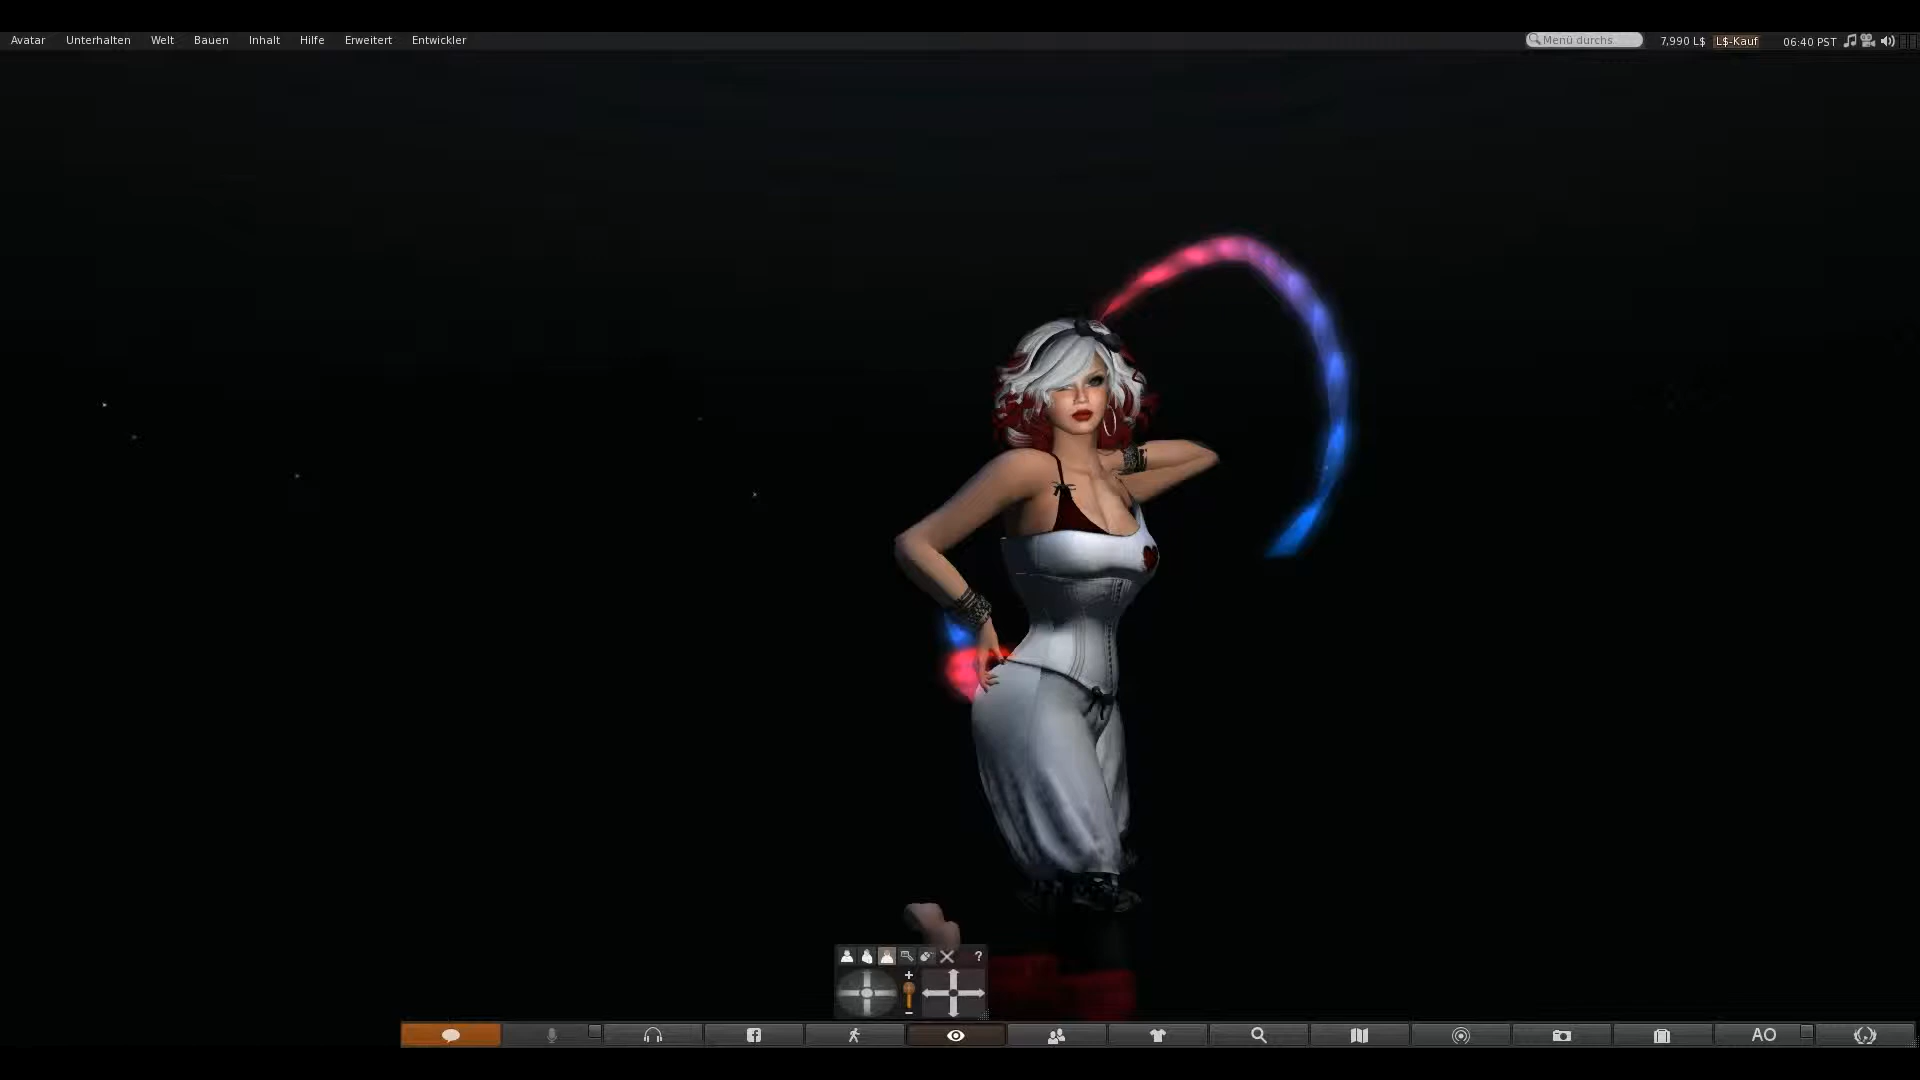 Avatar Unterhalten Welt Bauen Inhalt Hilfe Erweitert Entwickler Menü durchs 7,990 L$ L$-Kauf 06:40 PST
?
+
−
AO